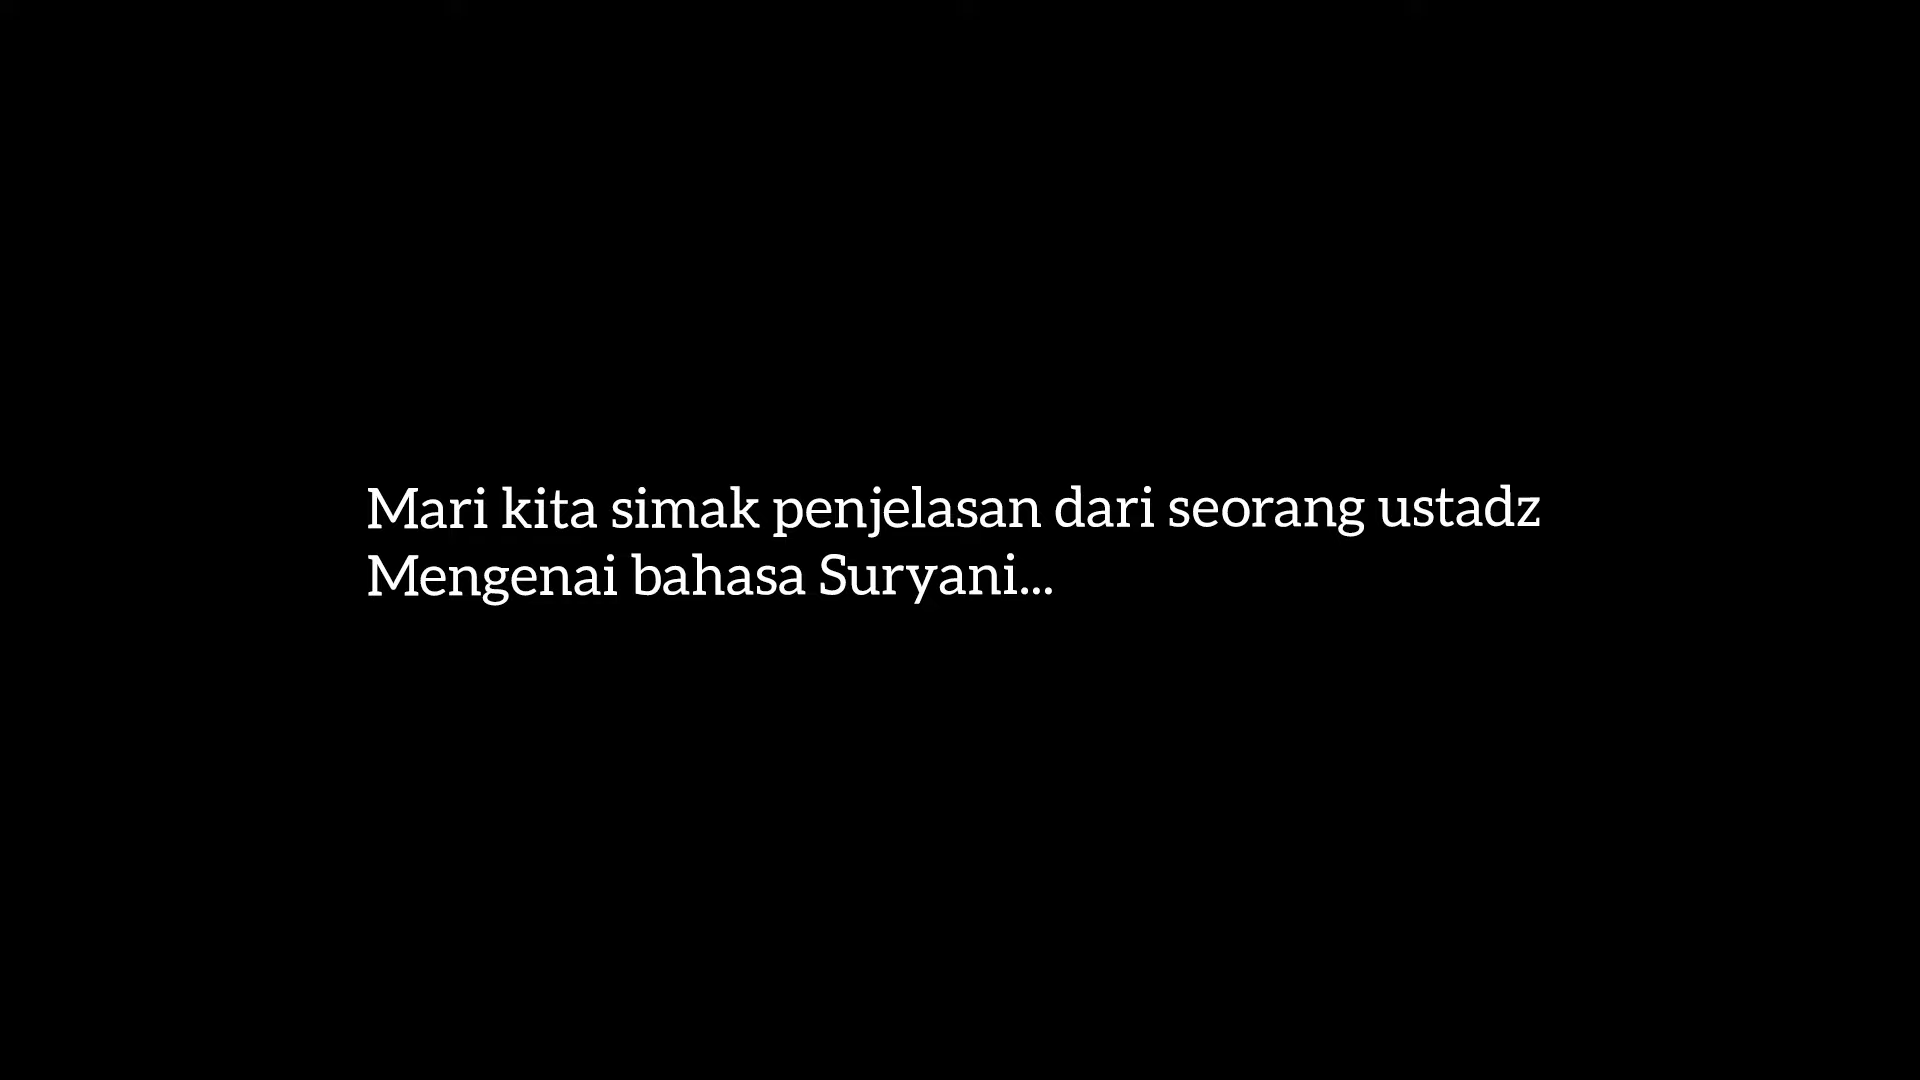 Mari kita simak penjelasan dari seorang ustadz
Mengenai bahasa Suryani...